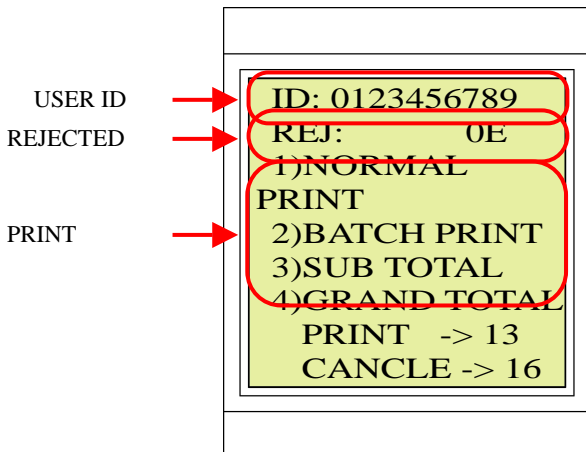 USER ID
REJECTED
PRINT
ID: 0123456789
REJ: 0E
1)NORMAL
PRINT
2)BATCH PRINT
3)SUB TOTAL
4)GRAND TOTAL
PRINT -> 13
CANCLE -> 16